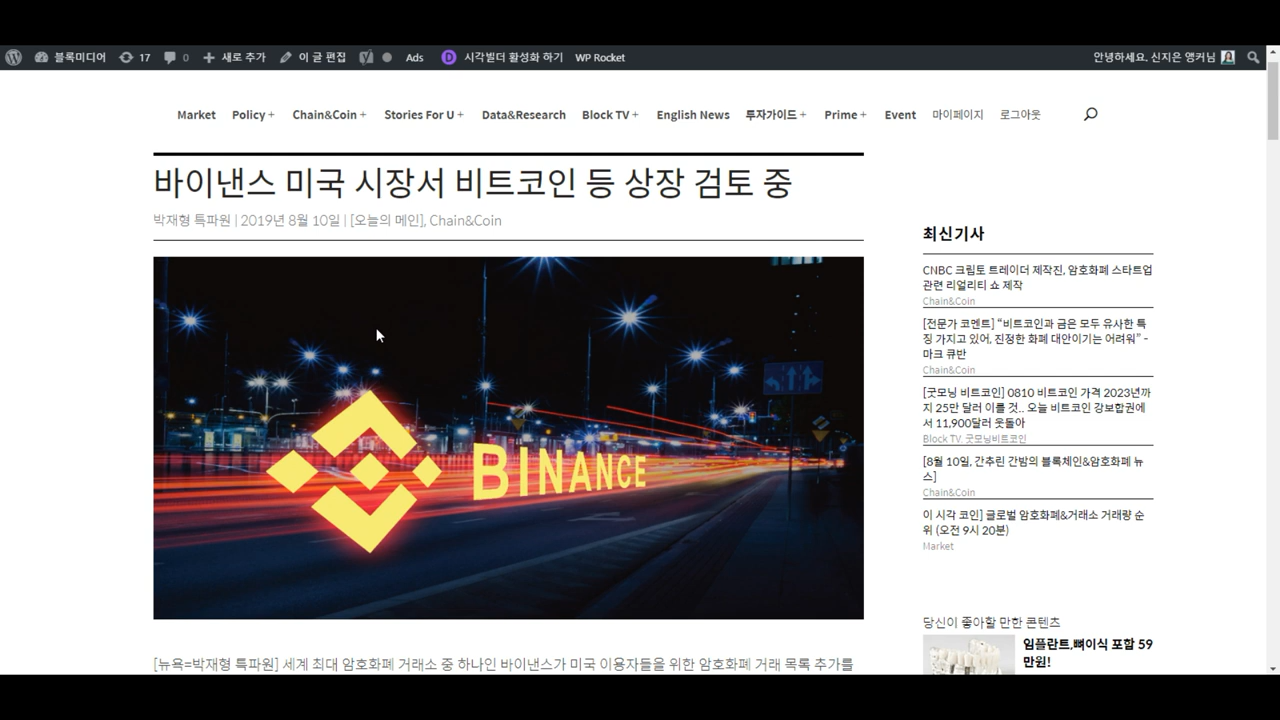 블록미디어 17 0 새로 추가 이 글 편집 Ads D 시각빌더 활성화 하기 WP Rocket 안녕하세요, 신지은 앵커님
Market Policy + Chain&Coin + Stories For U + Data&Research Block TV + English News 투자가이드 + Prime + Event 마이페이지 로그아웃
바이낸스 미국 시장서 비트코인 등 상장 검토 중
박재형 특파원 | 2019년 8월 10일 | [오늘의 메인], Chain&Coin
BINANCE
[뉴욕=박재형 특파원] 세계 최대 암호화폐 거래소 중 하나인 바이낸스가 미국 이용자들을 위한 암호화폐 거래 목록 추가를
최신기사
CNBC 크립토 트레이더 제작진, 암호화폐 스타트업
관련 리얼리티 쇼 제작
Chain&Coin
[전문가 코멘트] “비트코인과 금은 모두 유사한 특
징 가지고 있어, 진정한 화폐 대안이기는 어려워” -
마크 큐반
Chain&Coin
[굿모닝 비트코인] 0810 비트코인 가격 2023년까
지 25만 달러 이를 것.. 오늘 비트코인 강보합권에
서 11,900달러 웃돌아
Block TV, 굿모닝비트코인
[8월 10일, 간추린 간밤의 블록체인&암호화폐 뉴
스]
Chain&Coin
이 시각 코인] 글로벌 암호화폐&거래소 거래량 순
위 (오전 9시 20분)
Market
당신이 좋아할 만한 콘텐츠
임플란트,뼈이식 포함 59
만원!